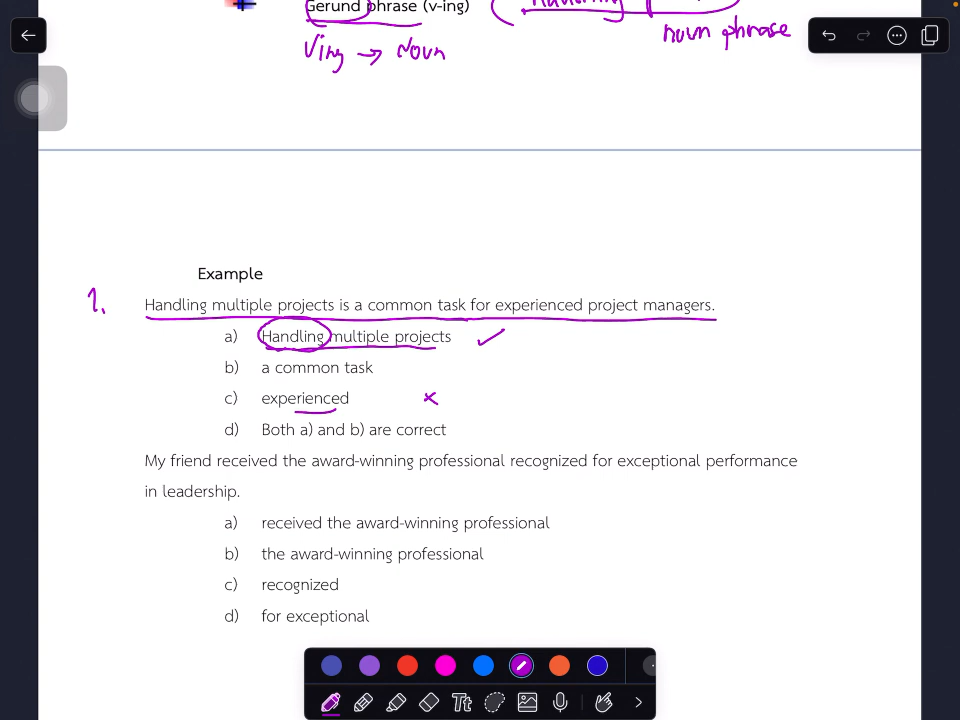 Gerund phrase (v-ing)
Ving → Noun
noun phrase
Example
1. Handling multiple projects is a common task for experienced project managers.
a) Handling multiple projects ✓
b) a common task
c) experienced ×
d) Both a) and b) are correct
My friend received the award-winning professional recognized for exceptional performance
in leadership.
a) received the award-winning professional
b) the award-winning professional
c) recognized
d) for exceptional
Tt